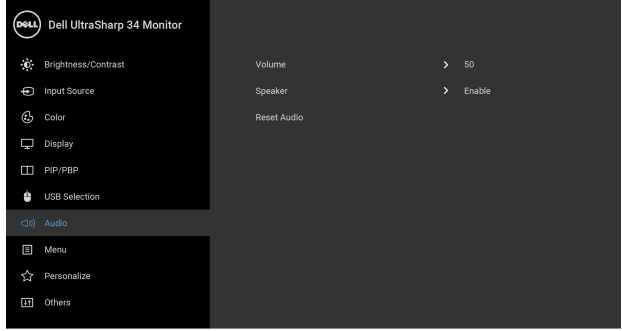 DELL Dell UltraSharp 34 Monitor
Brightness/Contrast Volume 50
Input Source Speaker Enable
Color Reset Audio
Display
PIP/PBP
USB Selection
Audio
Menu
Personalize
Others